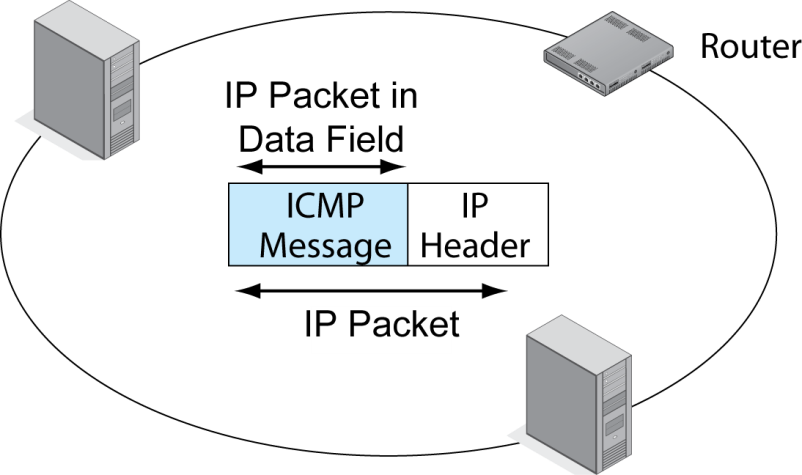 Router
IP Packet in
Data Field
ICMP
Message
IP
Header
IP Packet